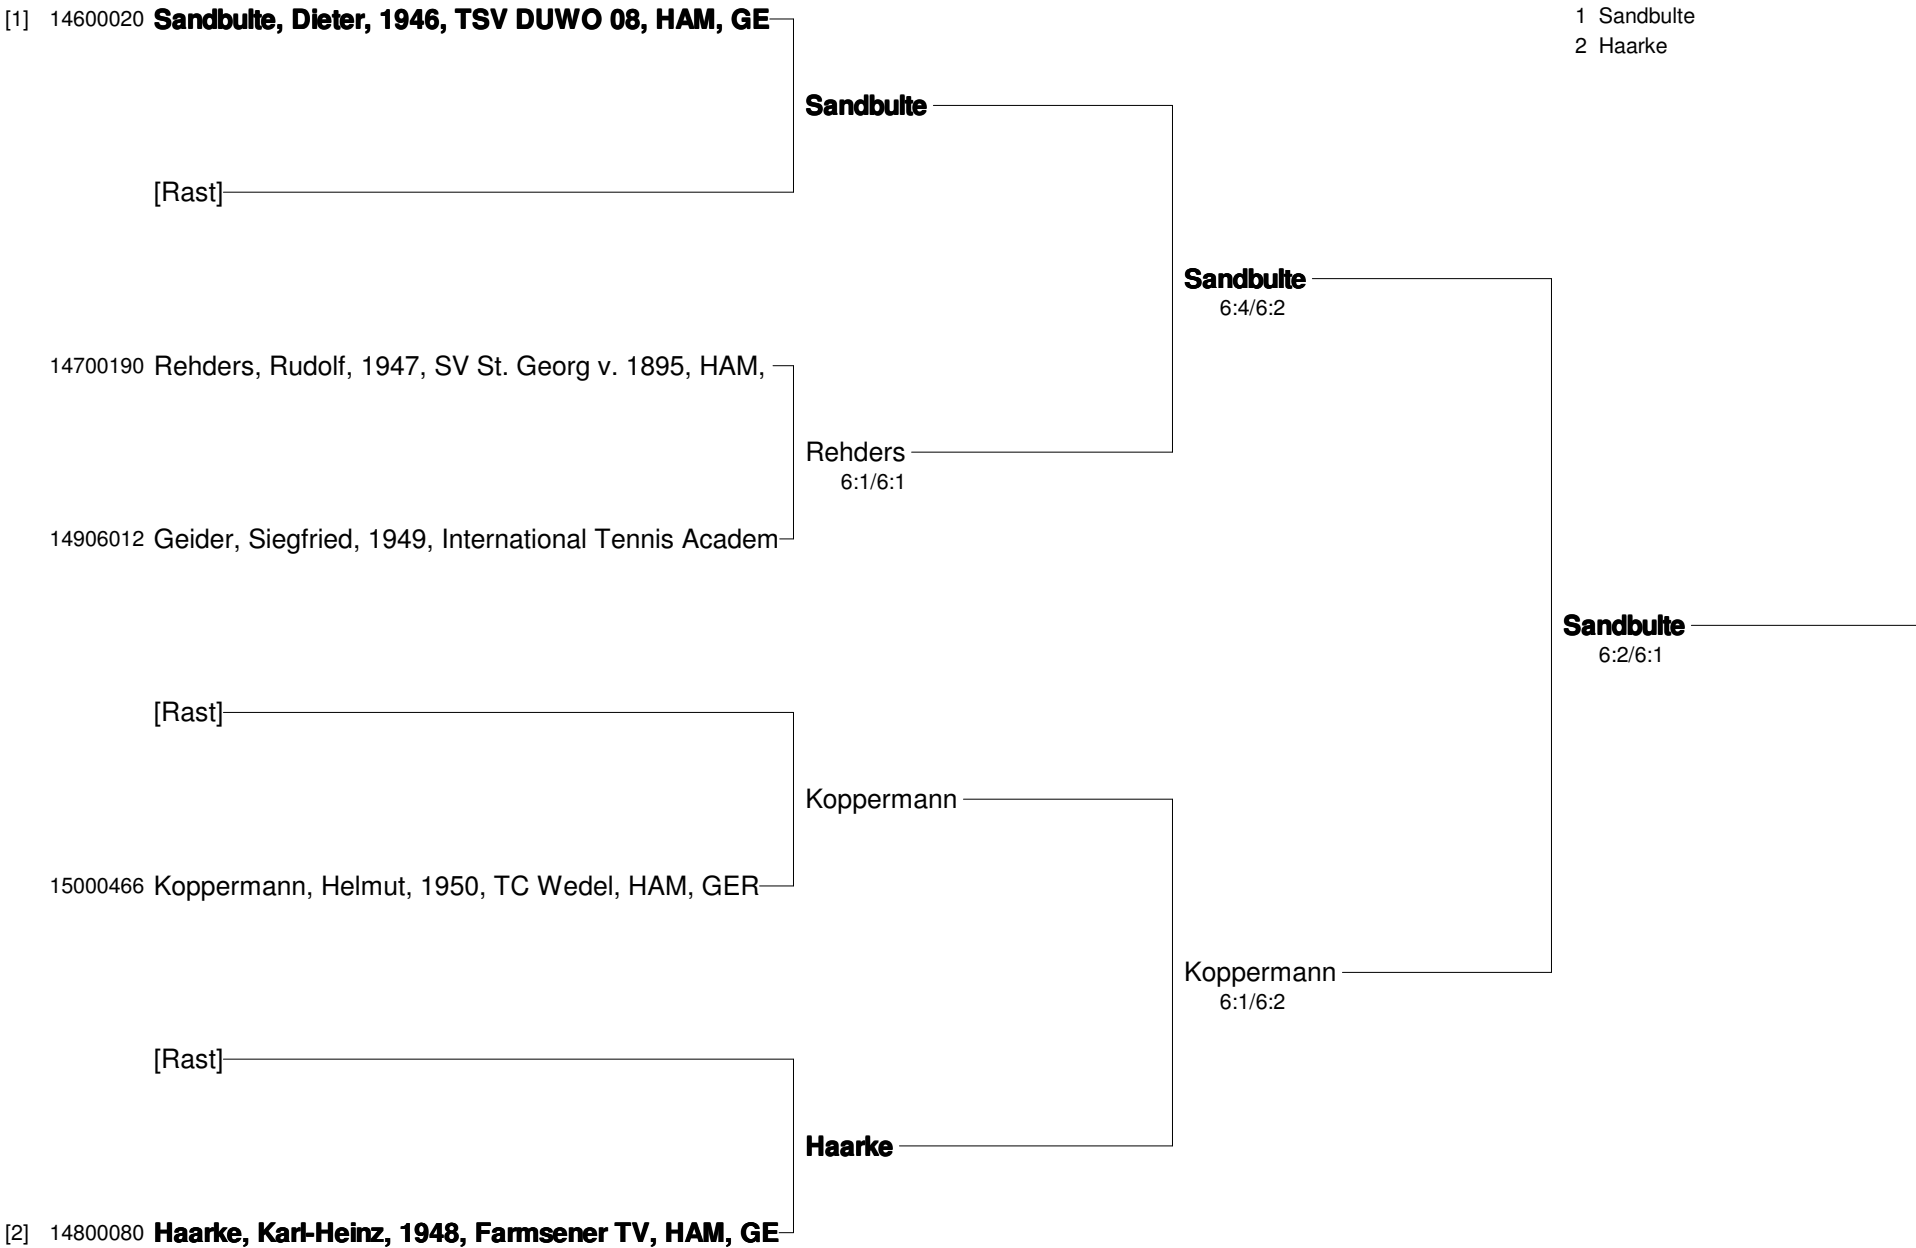 [1] 14600020 Sandbulte, Dieter, 1946, TSV DUWO 08, HAM, GE
1 Sandbulte
2 Haarke
Sandbulte
[Rast]
Sandbulte
6:4/6:2
14700190 Rehders, Rudolf, 1947, SV St. Georg v. 1895, HAM,
Rehders
6:1/6:1
14906012 Geider, Siegfried, 1949, International Tennis Academ
Sandbulte
6:2/6:1
[Rast]
Koppermann
15000466 Koppermann, Helmut, 1950, TC Wedel, HAM, GER
Koppermann
6:1/6:2
[Rast]
Haarke
[2] 14800080 Haarke, Karl-Heinz, 1948, Farmsener TV, HAM, GE